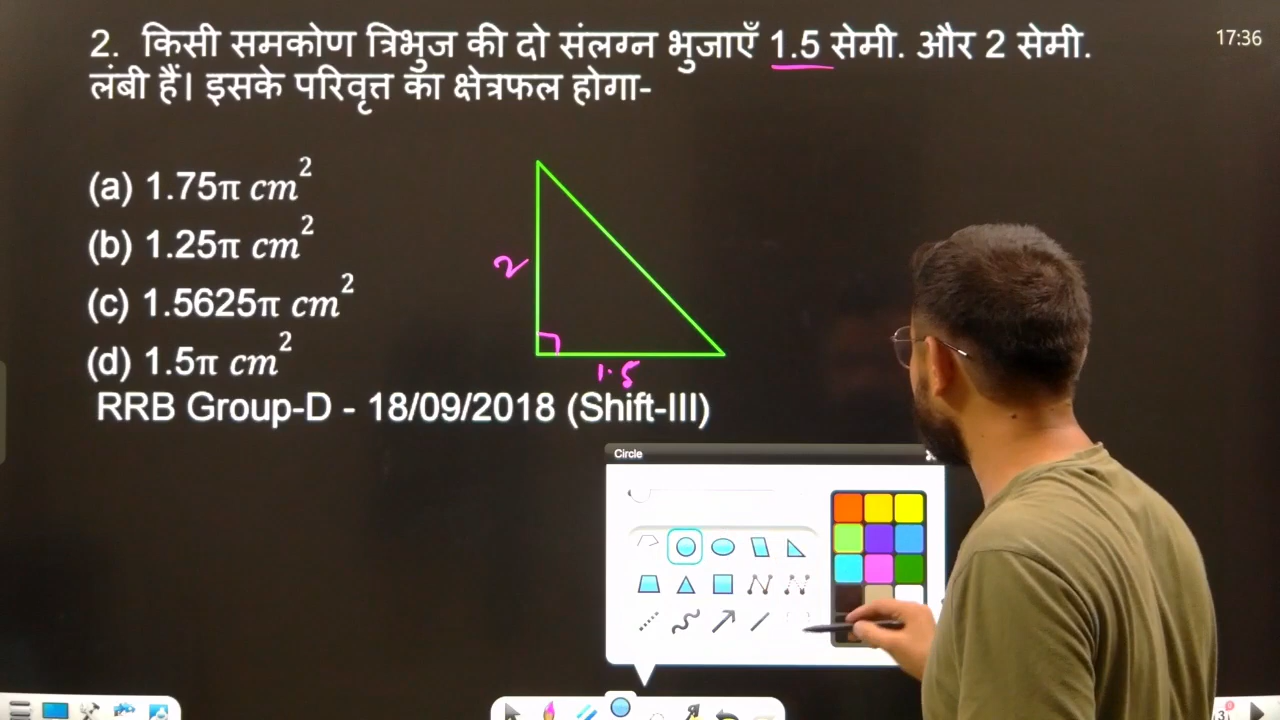 2. किसी समकोण त्रिभुज की दो संलग्न भुजाएँ 1.5 सेमी. और 2 सेमी.
लंबी हैं। इसके परिवृत्त का क्षेत्रफल होगा-
17:36
(a) 1.75π cm²
(b) 1.25π cm²
(c) 1.5625π cm²
(d) 1.5π cm²
RRB Group-D - 18/09/2018 (Shift-III)
2
1.5
Circle